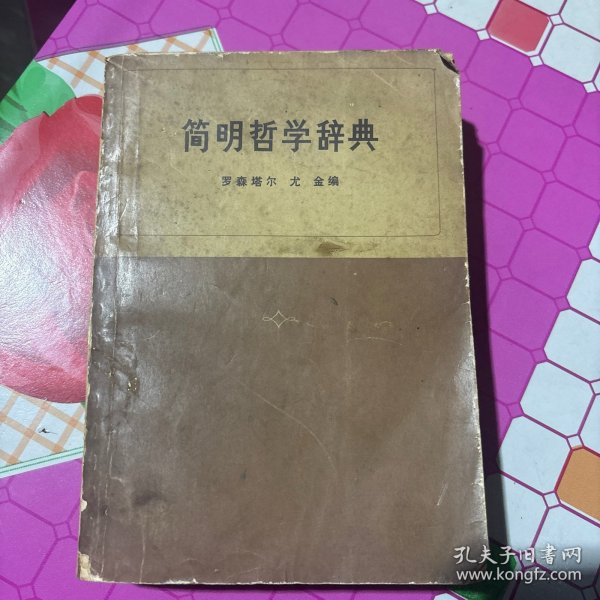 简明哲学辞典
罗森塔尔 尤 金编
孔夫子旧书网
www.kongfz.com